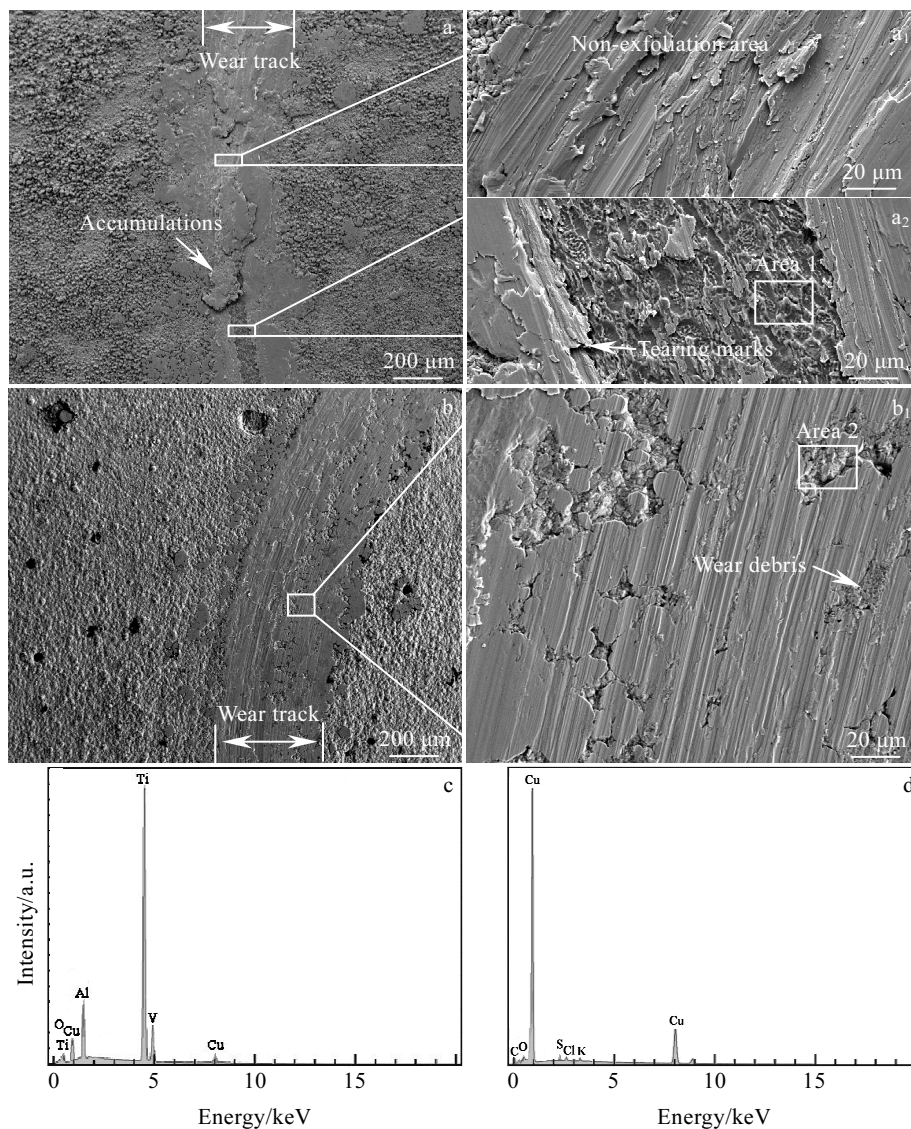 a
Wear track
Accumulations
200 μm
Non-exfoliation area
a₁
20 μm
a₂
Area 1
Tearing marks
20 μm
b
Wear track
200 μm
b₁
Area 2
Wear debris
20 μm
c
Ti
Al
V
O
Cu
Ti
Cu
Intensity/a.u.
0 5 10 15
Energy/keV
d
Cu
Cu
C
O
S
Cl
K
0 5 10 15
Energy/keV